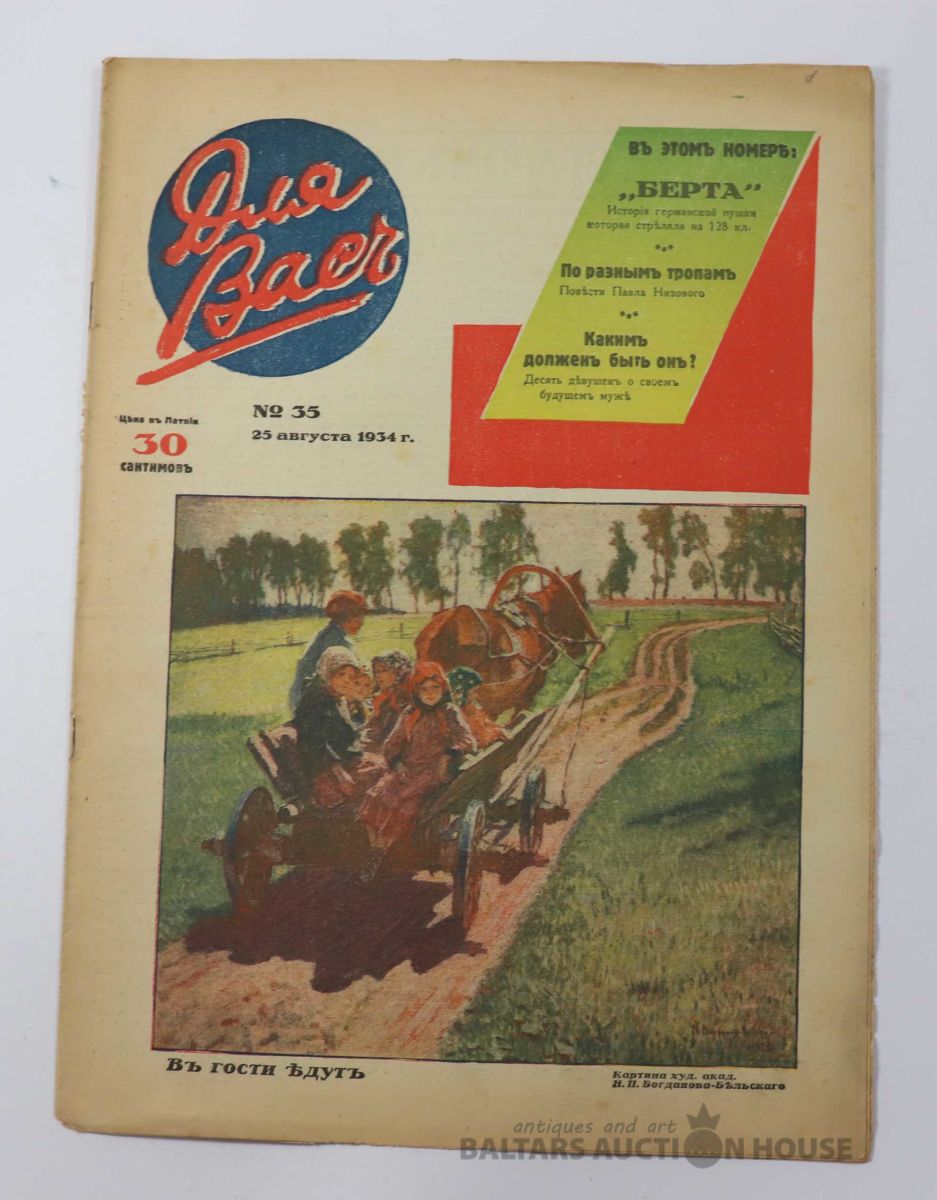 Для
Васъ
Въ этомъ номерѣ:
„БЕРТА“
Исторія германской пушки
которая стрѣляла на 128 кл.
По разнымъ тропамъ
Повѣсти Павла Низового
Какимъ
долженъ быть онъ?
Десять дѣвушекъ о своемъ
будущемъ мужѣ
Цѣна въ Латвіи
30
сантимовъ
№ 35
25 августа 1934 г.
Въ гости ѣдутъ
Картина худ. акад.
Н. П. Богданова-Бѣльскаго
antiques and art
BALTARS AUCTION HOUSE